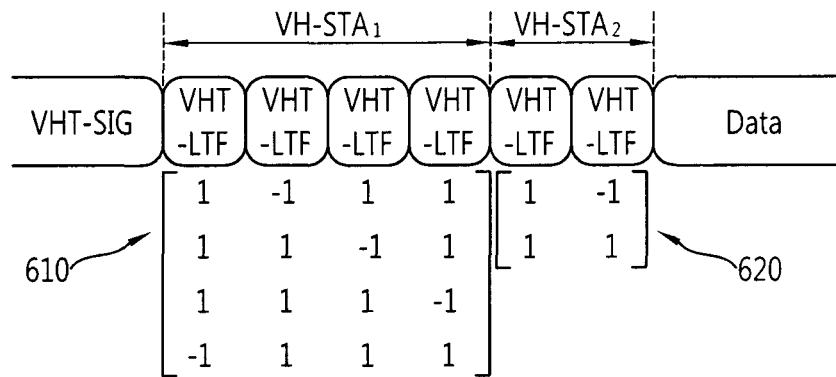 VH-STA1 VH-STA2
VHT-SIG VHT-LTF VHT-LTF VHT-LTF VHT-LTF VHT-LTF VHT-LTF Data
1 -1 1 1 1 -1
1 1 -1 1 1 1
610 620
1 1 1 -1
-1 1 1 1